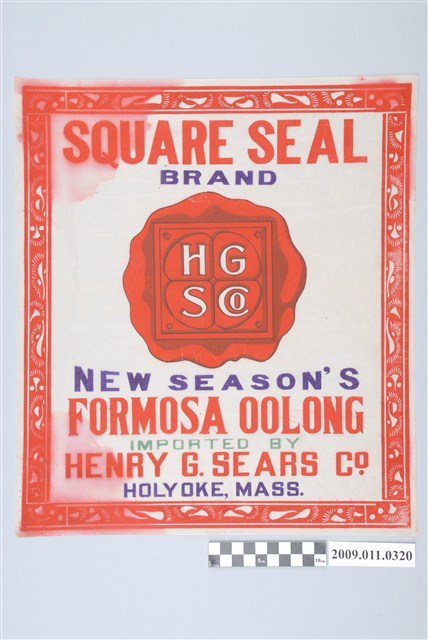 SQUARE SEAL
BRAND
HG
SCo
NEW SEASON'S
FORMOSA OOLONG
IMPORTED BY
HENRY G. SEARS Co
HOLYOKE, MASS.
2009.011.0320